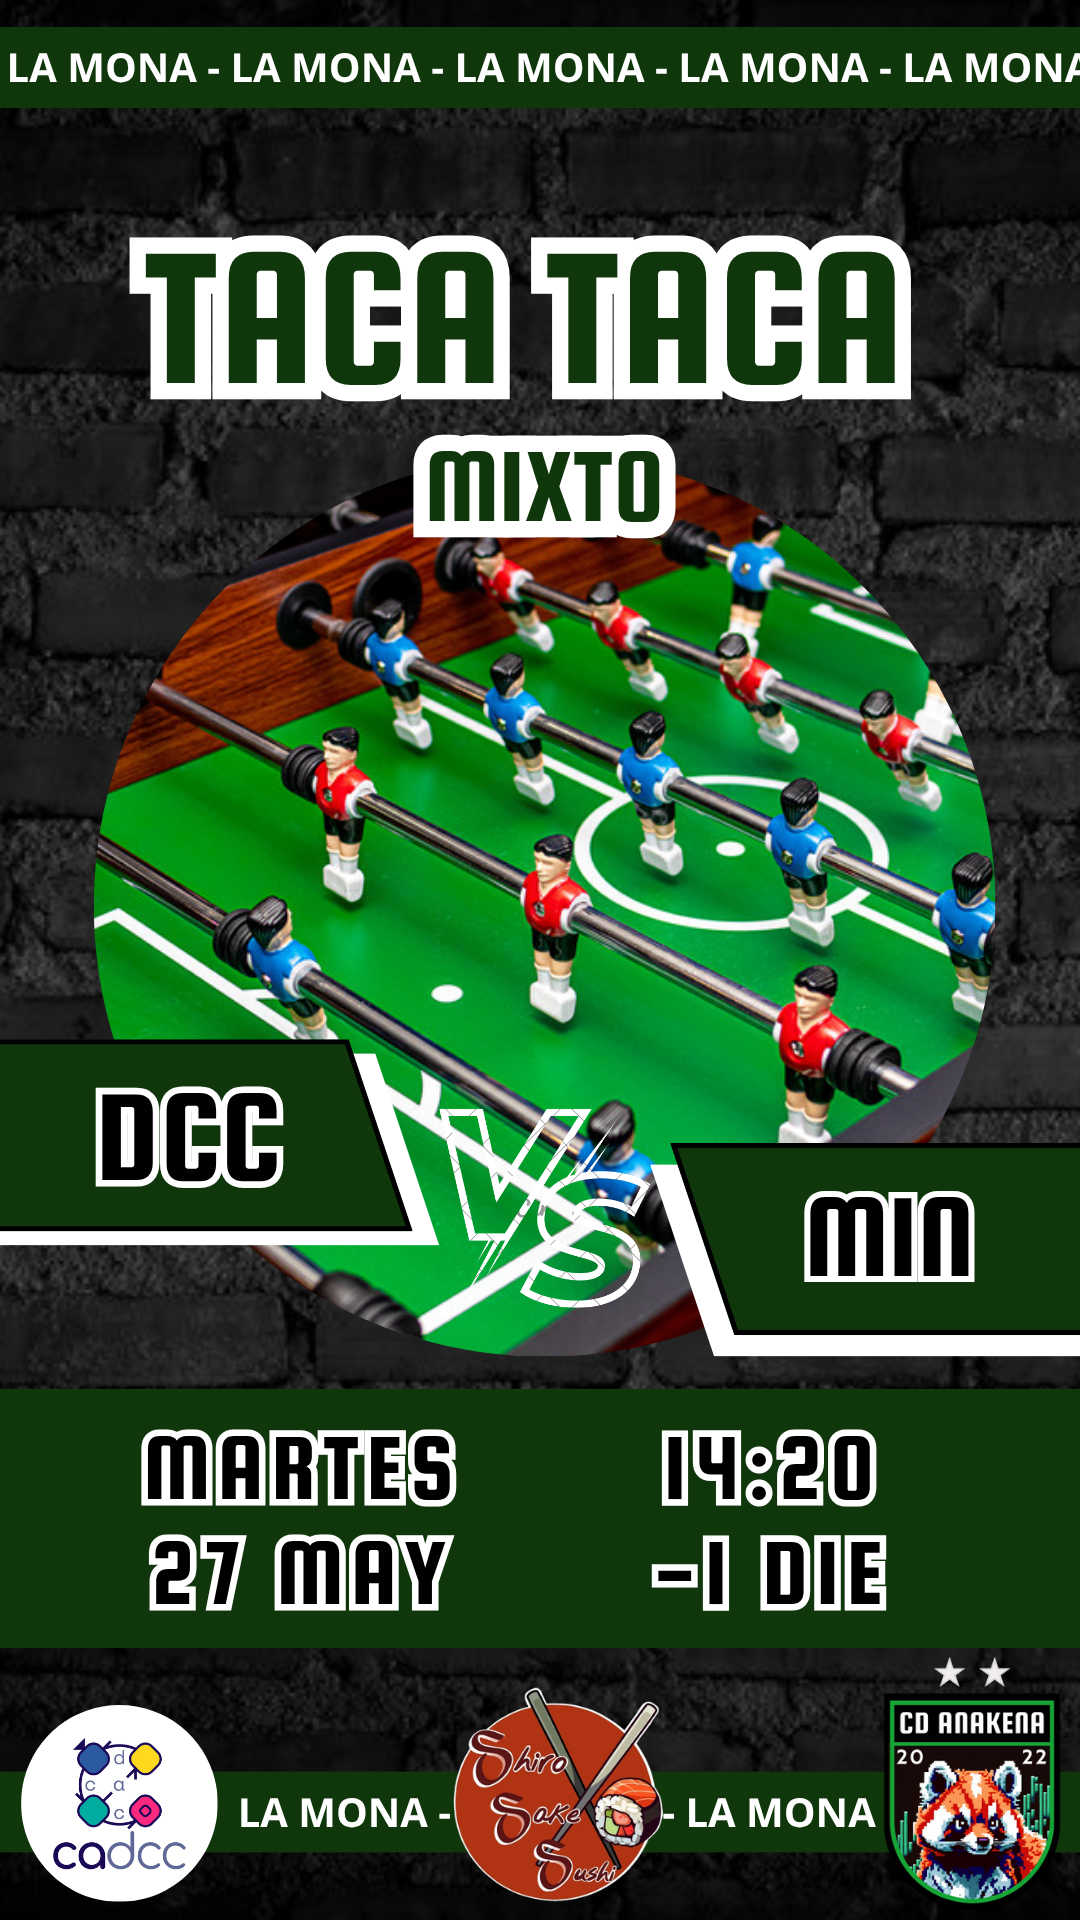 LA MONA - LA MONA - LA MONA - LA MONA - LA MONA
TACA TACA
MIXTO
DCC
VS
MIN
MARTES
27 MAY
14:20
-1 DIE
d
c a
c
cadcc
LA MONA -
Shiro
Sake
Sushi
- LA MONA
CD ANAKENA
20 22